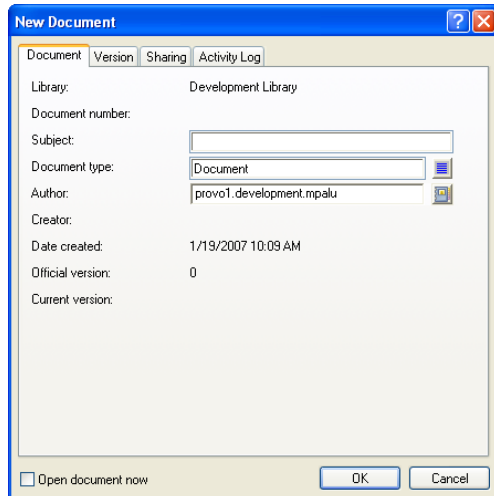 New Document
Document Version Sharing Activity Log
Library: Development Library
Document number:
Subject:
Document type: Document
Author: provo1.development.mpalu
Creator:
Date created: 1/19/2007 10:09 AM
Official version: 0
Current version:
Open document now OK Cancel